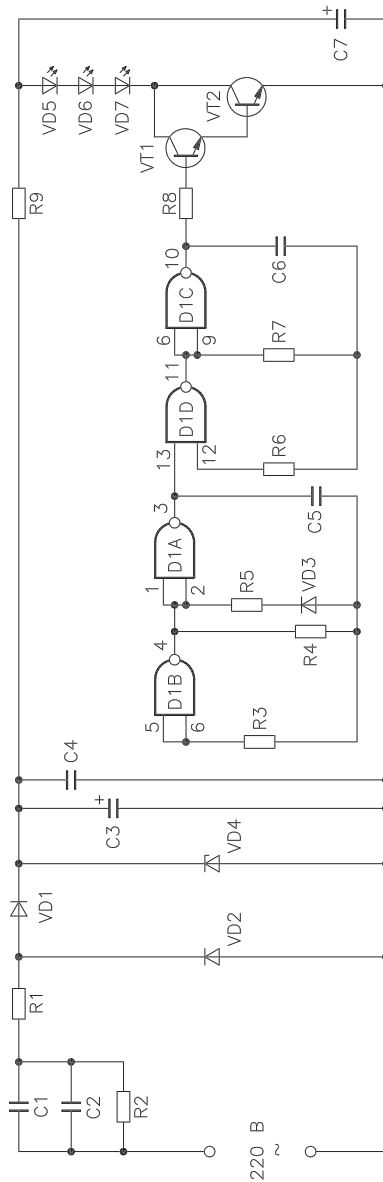 C1
C2
R2
220 В
~
R1
VD1
VD2
VD4
C3
+
C4
5
6
D1B
4
R3
R4
1
2
D1A
3
R5
VD3
C5
13
12
D1D
11
R6
R7
6
9
D1C
10
C6
R8
R9
VT1
VT2
VD5
VD6
VD7
+
C7